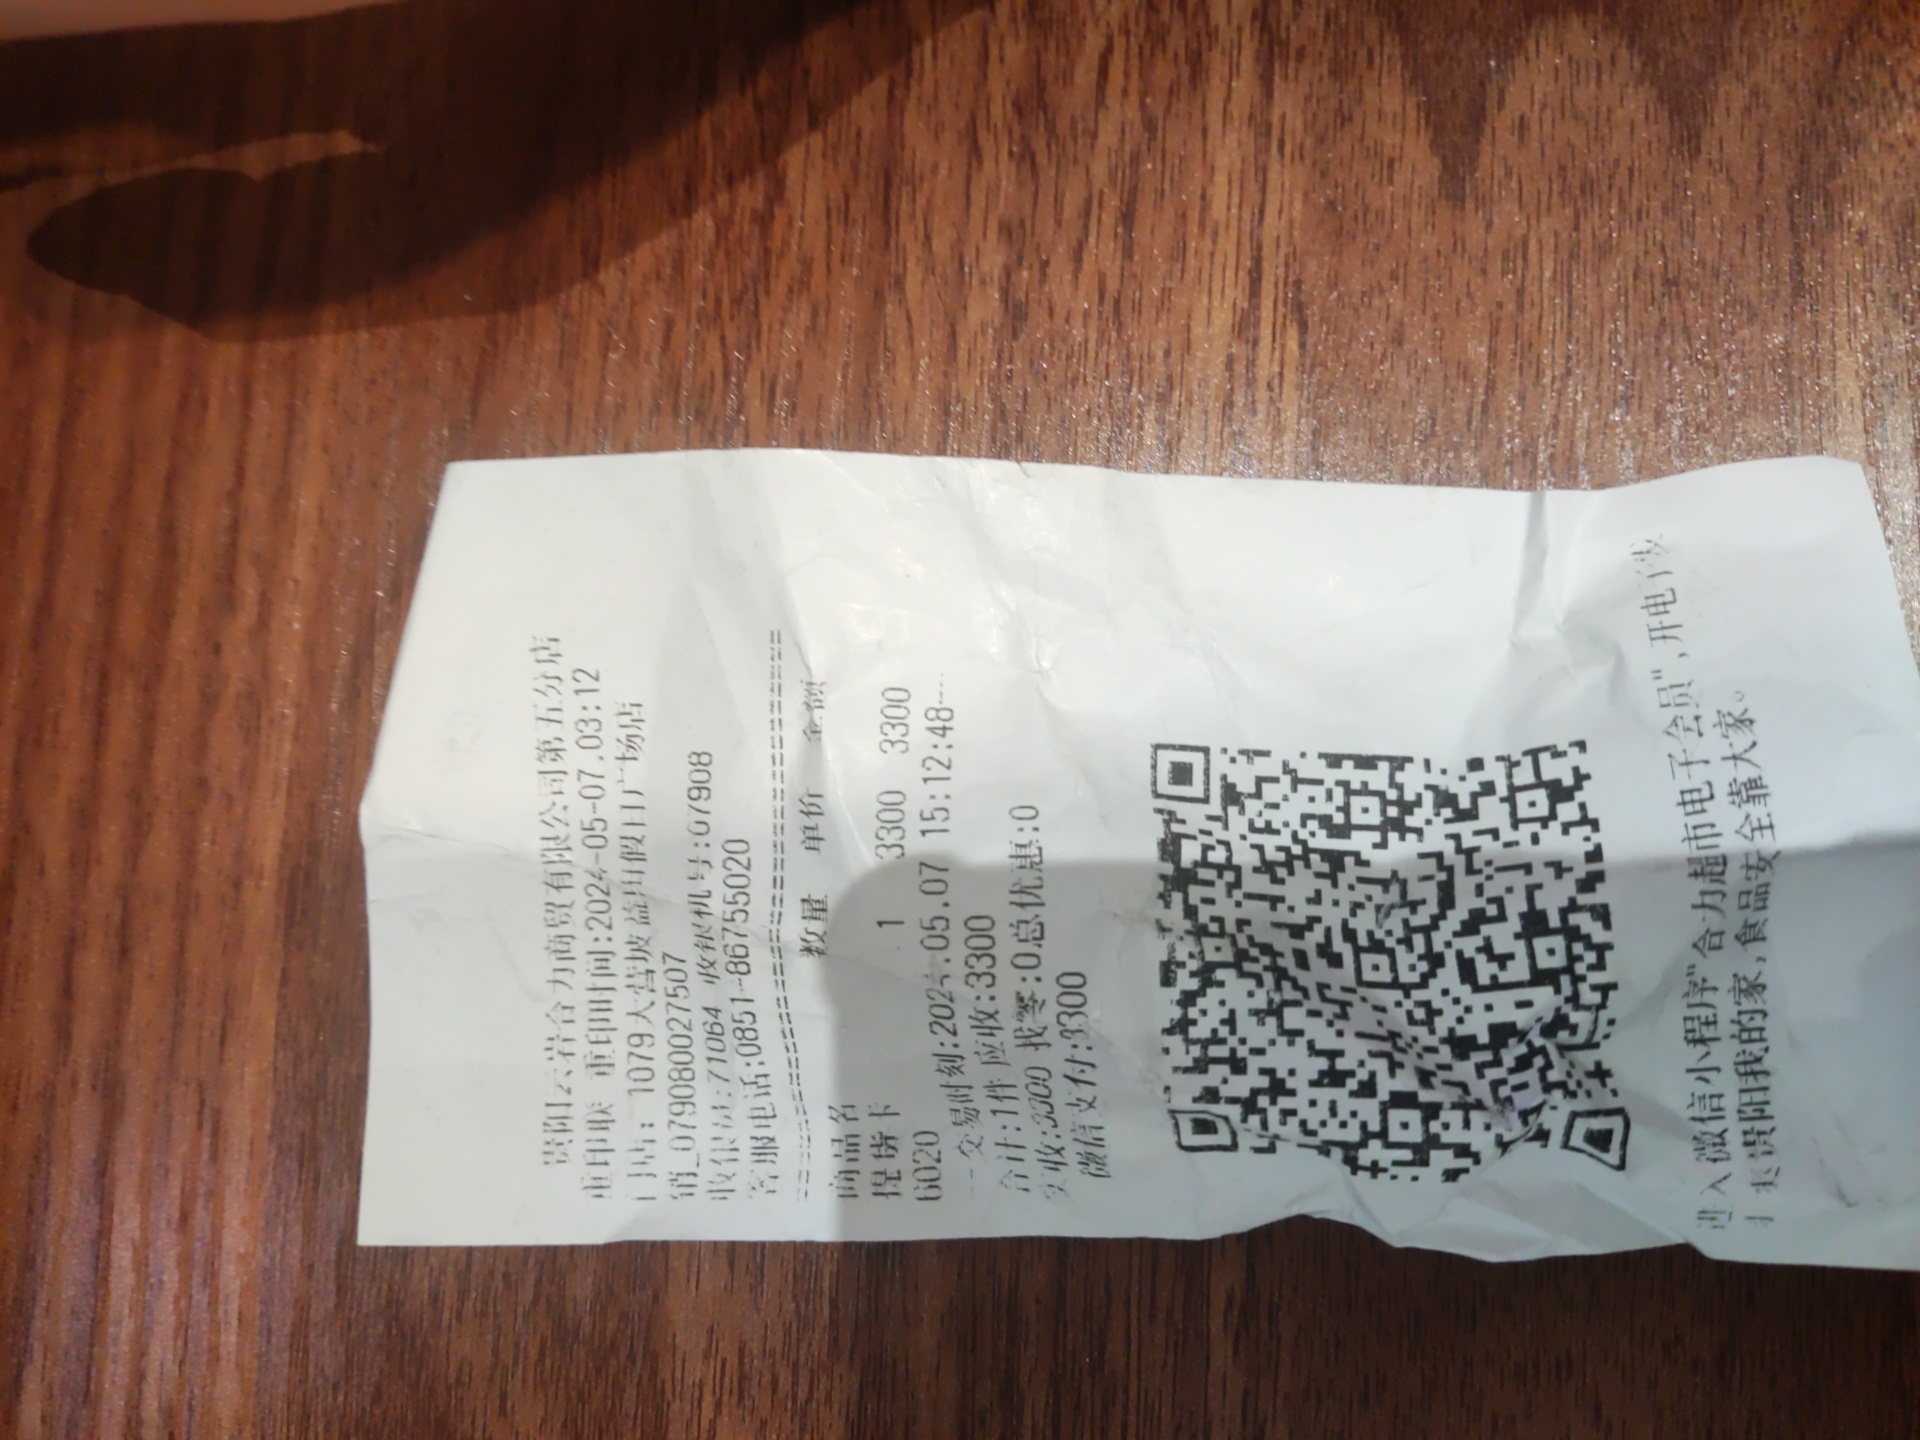 贵阳云岩合力商贸有限公司第五分店
重印联 重印时间:2024-05-07.03:12
门店: 1079大营坡益田假日广场店
销_0790800027507
收银员:71064 收银机号:07908
客服电话:0851-86755020
商品名 数量 单价 金额
提货卡
6020 1 3300 3300
--交易时刻:2024.05.07 15:12:48---
合计:1件 应收:3300
实收:3300 找零:0总优惠:0
微信支付:3300
进入微信小程序"合力超市电子会员",开电子发
贵阳我的家,食品安全靠大家。